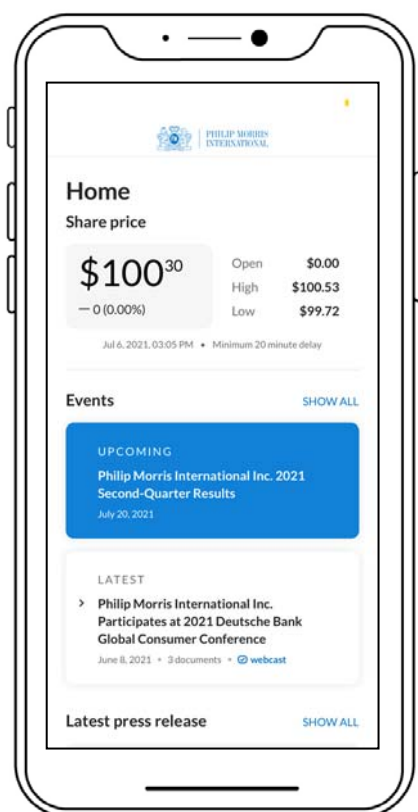 PHILIP MORRIS
INTERNATIONAL
Home
Share price
$100³⁰
— 0 (0.00%)
Open $0.00
High $100.53
Low $99.72
Jul 6, 2021, 03:05 PM • Minimum 20 minute delay
Events SHOW ALL
UPCOMING
Philip Morris International Inc. 2021
Second-Quarter Results
July 20, 2021
LATEST
Philip Morris International Inc.
Participates at 2021 Deutsche Bank
Global Consumer Conference
June 8, 2021 • 3 documents • webcast
Latest press release SHOW ALL